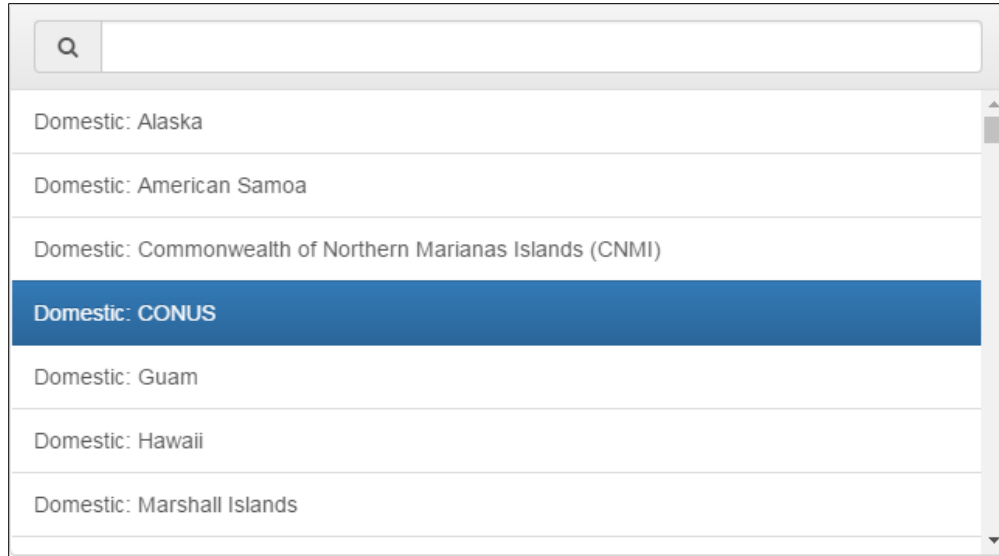 Domestic: Alaska
Domestic: American Samoa
Domestic: Commonwealth of Northern Marianas Islands (CNMI)
Domestic: CONUS
Domestic: Guam
Domestic: Hawaii
Domestic: Marshall Islands